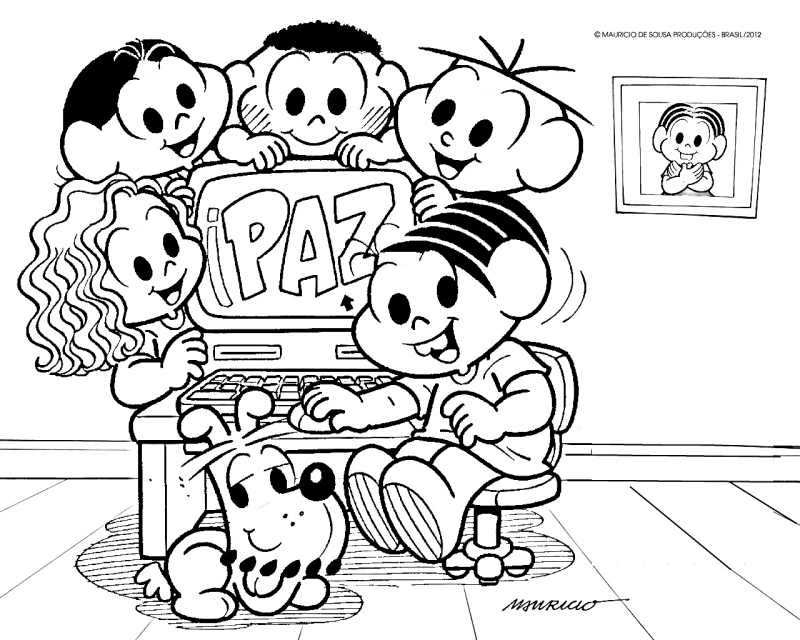 © MAURICIO DE SOUSA PRODUÇÕES - BRASIL/2012
PAZ
MAURICIO